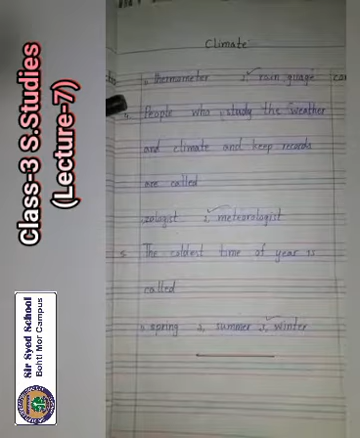 Class-3 S.Studies
(Lecture-7)
Sir Syed School
Bohti Mor Campus
Climate
1, thermometer 2, rain guage
4. People who study the weather
and climate and keep records
are called
2, meteorologist
5 The coldest time of year is
called
1, spring 2, summer 3, winter